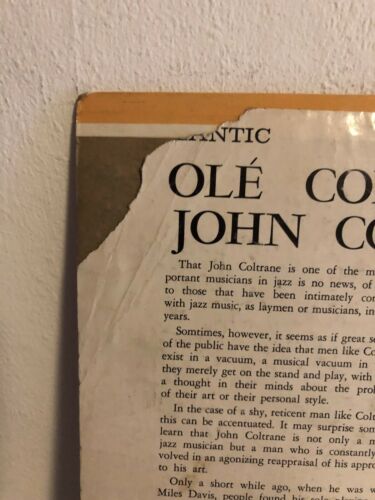 LANTIC
OLÉ CO
JOHN CO
That John Coltrane is one of the m
portant musicians in jazz is no news, of
to those that have been intimately con
with jazz music, as laymen or musicians, in
years.
Somtimes, however, it seems as if great se
of the public have the idea that men like Co
exist in a vacuum, a musical vacuum in
they merely get on the stand and play, with
a thought in their minds about the prob
of their art or their personal style.
In the case of a shy, reticent man like Colt
this can be accentuated. It may surprise som
learn that John Coltrane is not only a m
jazz musician but a man who is constantly
volved in an agonizing reappraisal of his appro
to his art.
Only a short while ago, when he was w
Miles Davis, people found his solo playing